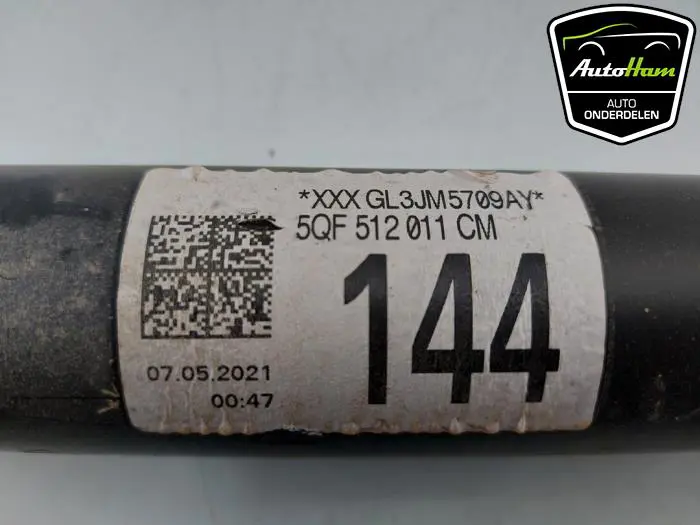 AutoHam
AUTO
ONDERDELEN
*XXX GL3JM5709AY*
5QF 512 011 CM
144
07.05.2021
00:47